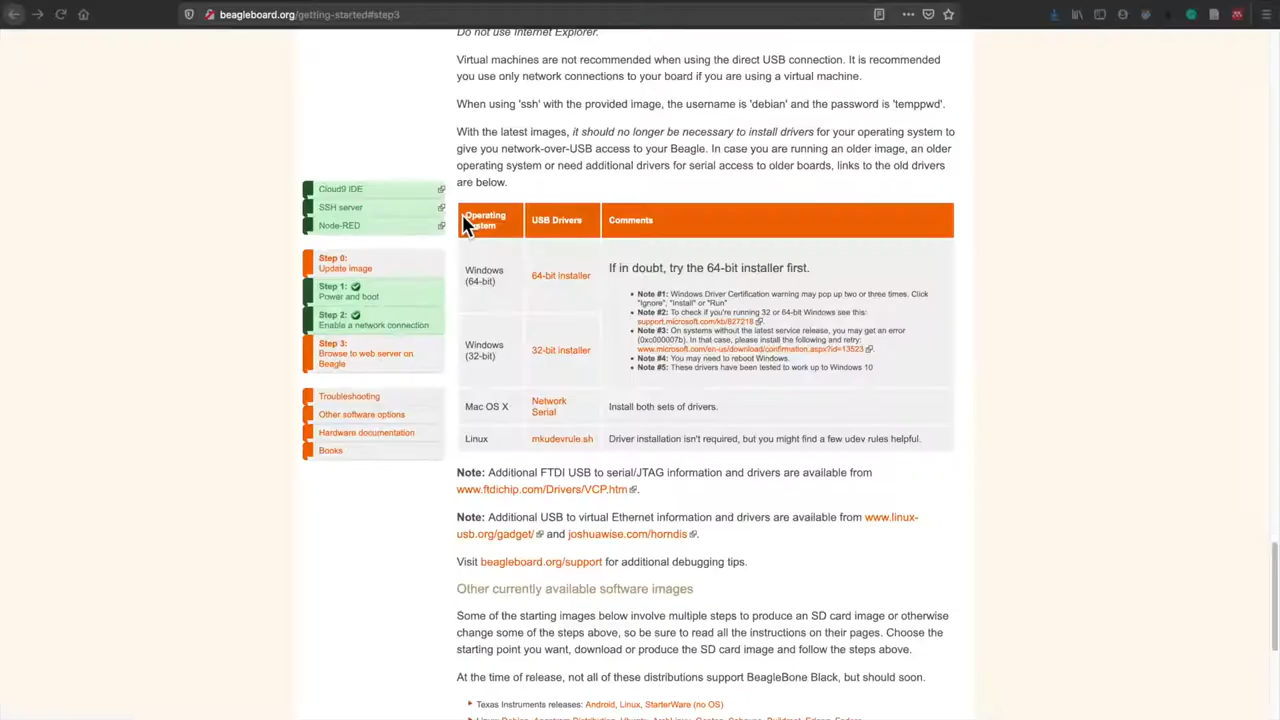 beagleboard.org/getting-started#step3
Do not use Internet Explorer.
Virtual machines are not recommended when using the direct USB connection. It is recommended
you use only network connections to your board if you are using a virtual machine.
When using 'ssh' with the provided image, the username is 'debian' and the password is 'temppwd'.
With the latest images, it should no longer be necessary to install drivers for your operating system to
give you network-over-USB access to your Beagle. In case you are running an older image, an older
operating system or need additional drivers for serial access to older boards, links to the old drivers
are below.
Cloud9 IDE
SSH server
Node-RED
Step 0:
Update image
Step 1:
Power and boot
Step 2:
Enable a network connection
Step 3:
Browse to web server on
Beagle
Troubleshooting
Other software options
Hardware documentation
Books
Operating
USB Drivers
Comments
Windows
(64-bit)
64-bit installer
If in doubt, try the 64-bit installer first.
Note #1: Windows Driver Certification warning may pop up two or three times. Click
"Ignore", "Install" or "Run"
Note #2: To check if you're running 32 or 64-bit Windows see this:
support.microsoft.com/kb/827218.
Note #3: On systems without the latest service release, you may get an error
(0xc000007b). In that case, please install the following and retry:
www.microsoft.com/en-us/download/confirmation.aspx?id=13523.
Note #4: You may need to reboot Windows.
Note #5: These drivers have been tested to work up to Windows 10
Windows
(32-bit)
32-bit installer
Mac OS X
Network
Serial
Install both sets of drivers.
Linux
mkudevrule.sh
Driver installation isn't required, but you might find a few udev rules helpful.
Note: Additional FTDI USB to serial/JTAG information and drivers are available from
www.ftdichip.com/Drivers/VCP.htm.
Note: Additional USB to virtual Ethernet information and drivers are available from www.linux-
usb.org/gadget/ and joshuawise.com/horndis.
Visit beagleboard.org/support for additional debugging tips.
Other currently available software images
Some of the starting images below involve multiple steps to produce an SD card image or otherwise
change some of the steps above, so be sure to read all the instructions on their pages. Choose the
starting point you want, download or produce the SD card image and follow the steps above.
At the time of release, not all of these distributions support BeagleBone Black, but should soon.
Texas Instruments releases: Android, Linux, StarterWare (no OS)